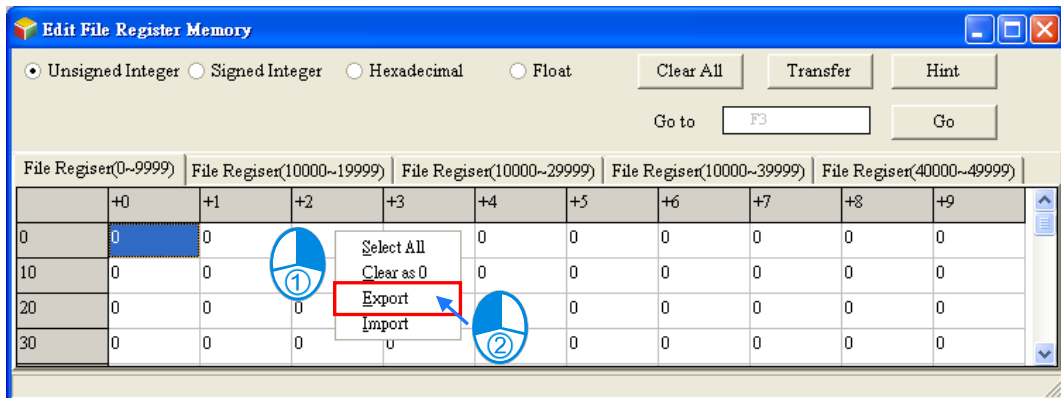 Edit File Register Memory
Unsigned Integer Signed Integer Hexadecimal Float Clear All Transfer Hint
Go to F3 Go
File Regiser(0~9999) File Regiser(10000~19999) File Regiser(10000~29999) File Regiser(10000~39999) File Regiser(40000~49999)
+0 +1 +2 +3 +4 +5 +6 +7 +8 +9
0 0 0 0 0 0 0 0 0
Select All
10 0 0 0 0 0 0 0 0
Clear as 0
①
20 0 0 0 0 0 0 0 0
Export
30 0 0 0 0 0 0 0 0 0
Import
②